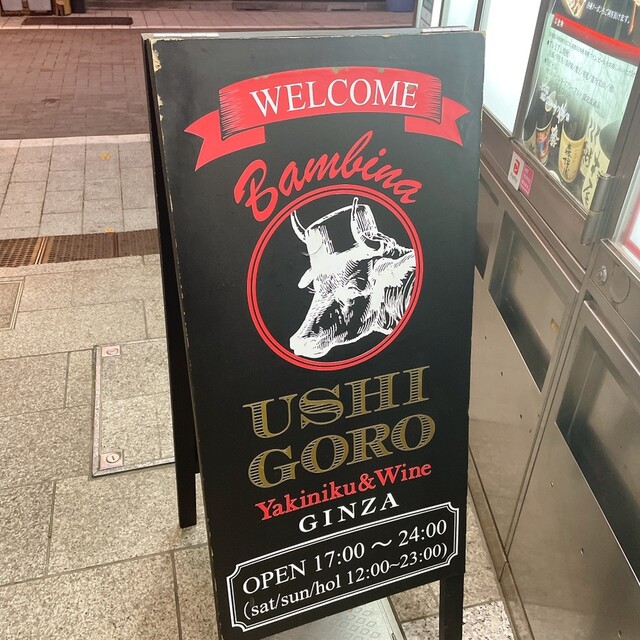 WELCOME
Bambina
USHI
GORO
Yakiniku&Wine
GINZA
OPEN 17:00 ～ 24:00
(sat/sun/hol 12:00~23:00)